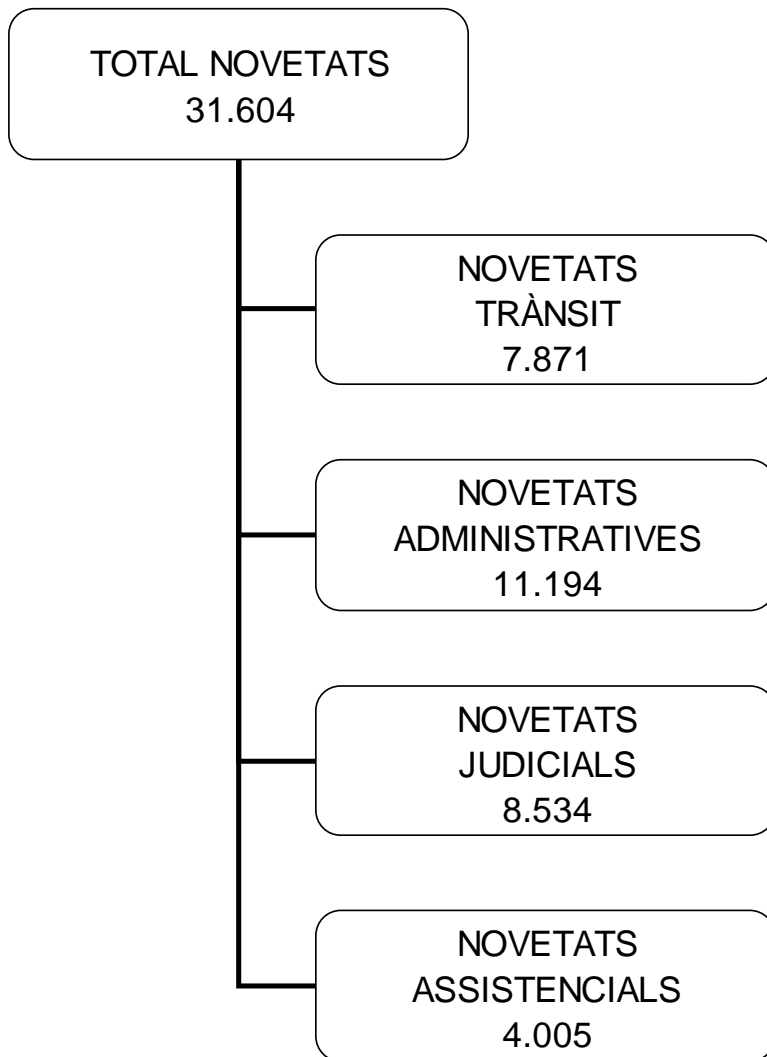 TOTAL NOVETATS
31.604
NOVETATS
TRÀNSIT
7.871
NOVETATS
ADMINISTRATIVES
11.194
NOVETATS
JUDICIALS
8.534
NOVETATS
ASSISTENCIALS
4.005